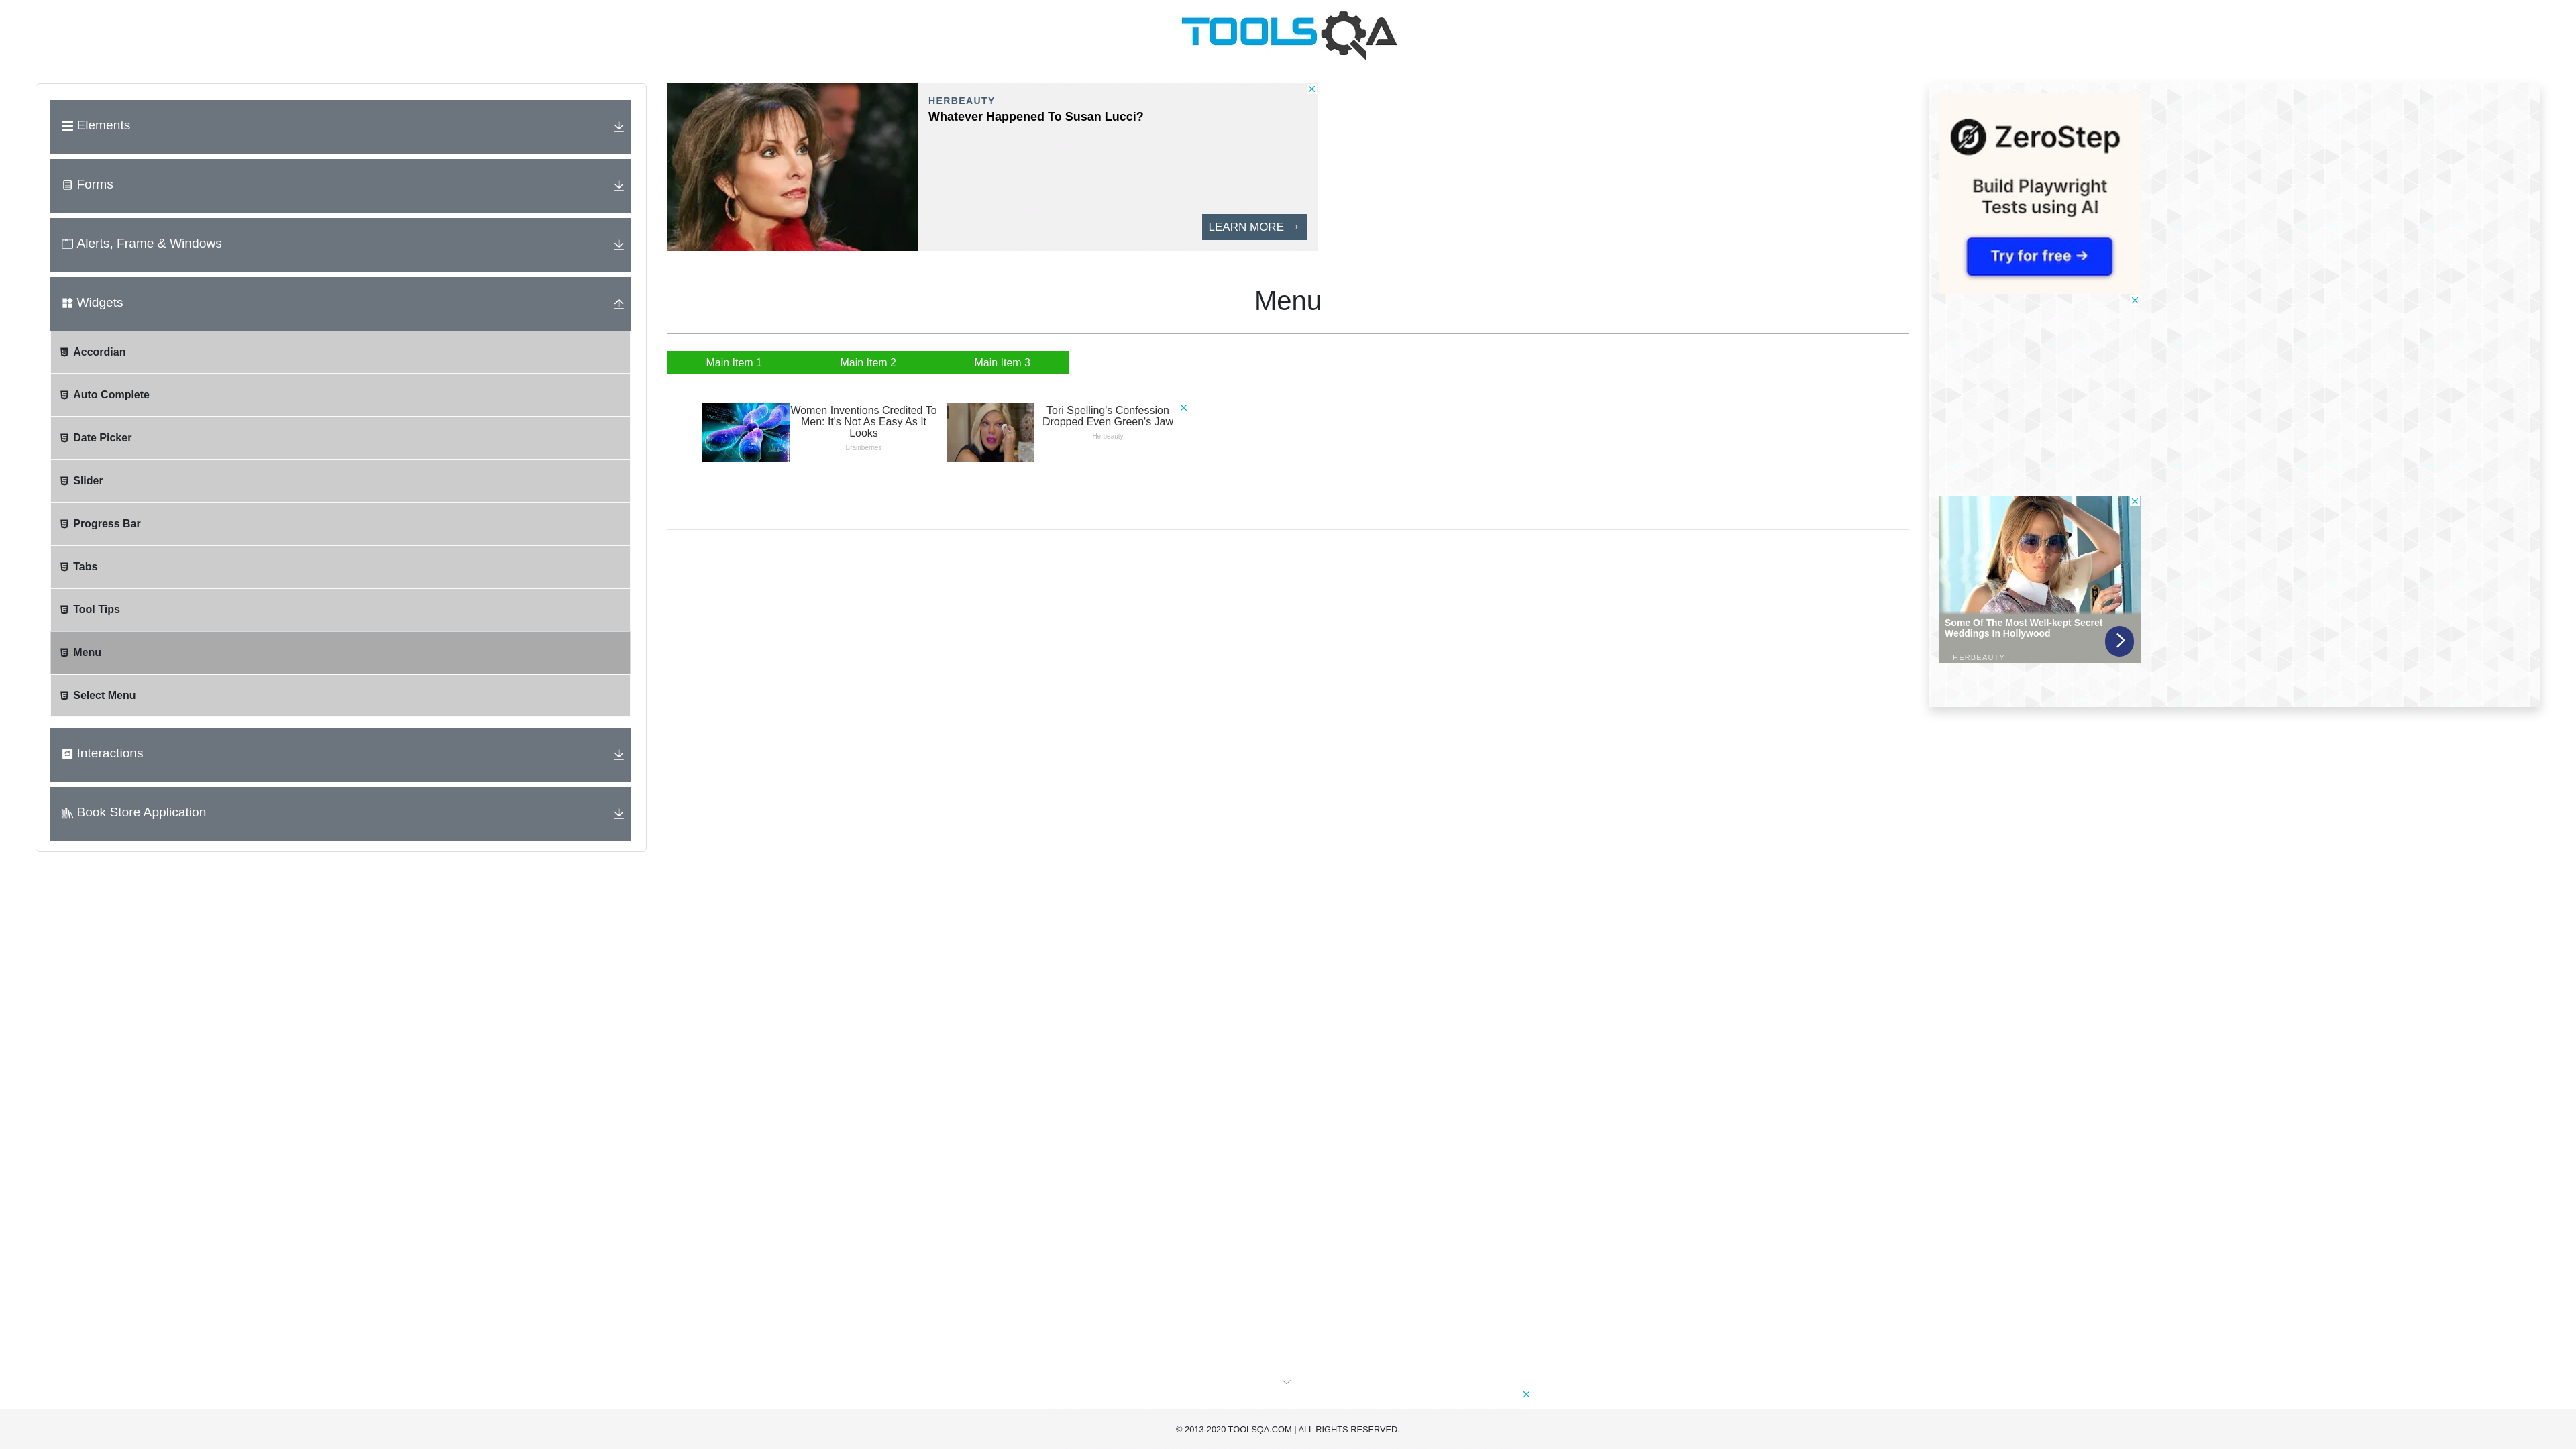 TOOLSQA
Elements
Forms
Alerts, Frame & Windows
Widgets
Accordian
Auto Complete
Date Picker
Slider
Progress Bar
Tabs
Tool Tips
Menu
Select Menu
Interactions
Book Store Application
HERBEAUTY
Whatever Happened To Susan Lucci?
LEARN MORE →
Menu
Main Item 1
Main Item 2
Main Item 3
Women Inventions Credited To
Men: It's Not As Easy As It
Looks
Brainberries
Tori Spelling's Confession
Dropped Even Green's Jaw
Herbeauty
ZeroStep
Build Playwright
Tests using AI
Try for free →
Some Of The Most Well-kept Secret
Weddings In Hollywood
HERBEAUTY
© 2013-2020 TOOLSQA.COM | ALL RIGHTS RESERVED.